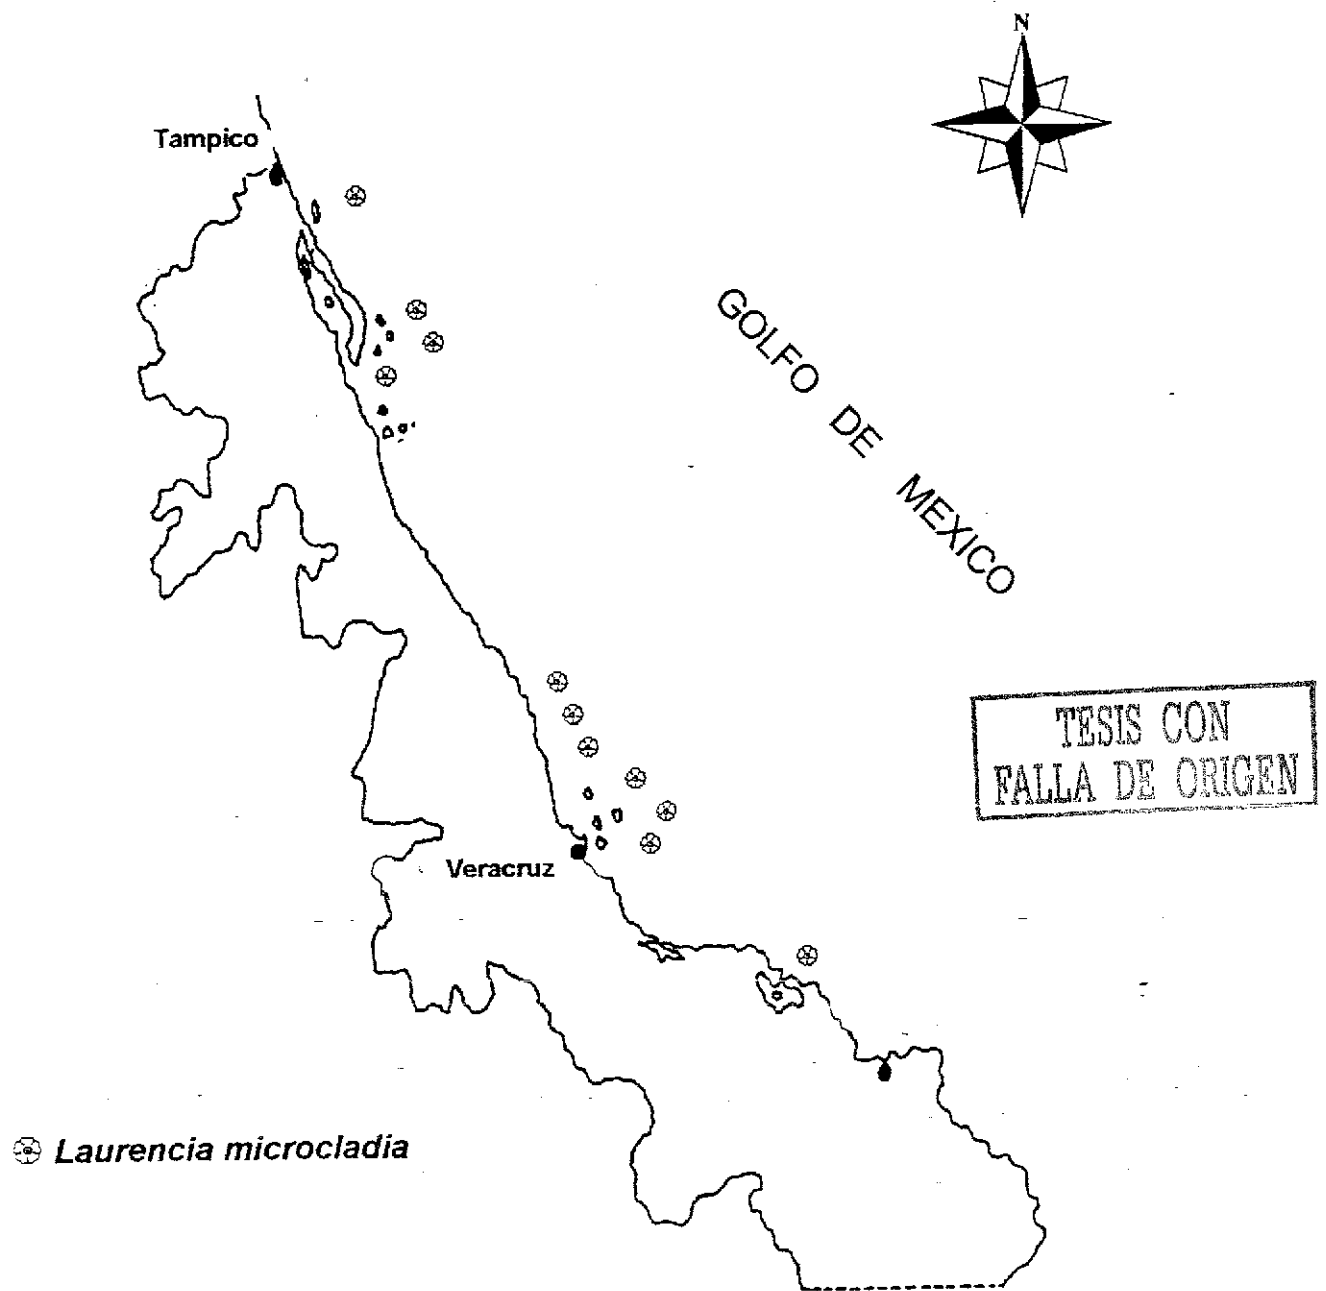 N
Tampico
GOLFO DE MEXICO
TESIS CON
FALLA DE ORIGEN
Veracruz
Laurencia microcladia